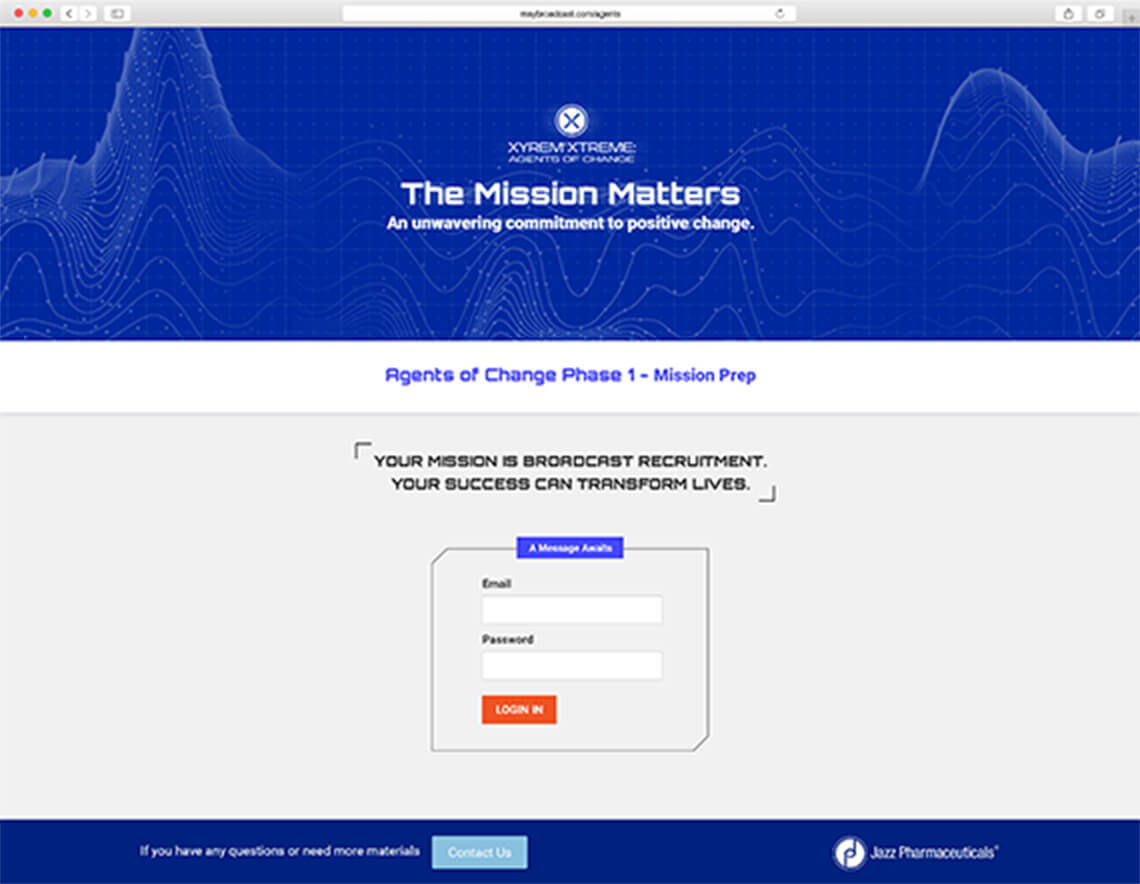 maybroadcast.com/agents
XYREM® XTREME:
AGENTS OF CHANGE
The Mission Matters
An unwavering commitment to positive change.
Agents of Change Phase 1 - Mission Prep
YOUR MISSION IS BROADCAST RECRUITMENT.
YOUR SUCCESS CAN TRANSFORM LIVES.
A Message Awaits
Email
Password
LOGIN IN
If you have any questions or need more materials
Contact Us
Jazz Pharmaceuticals®